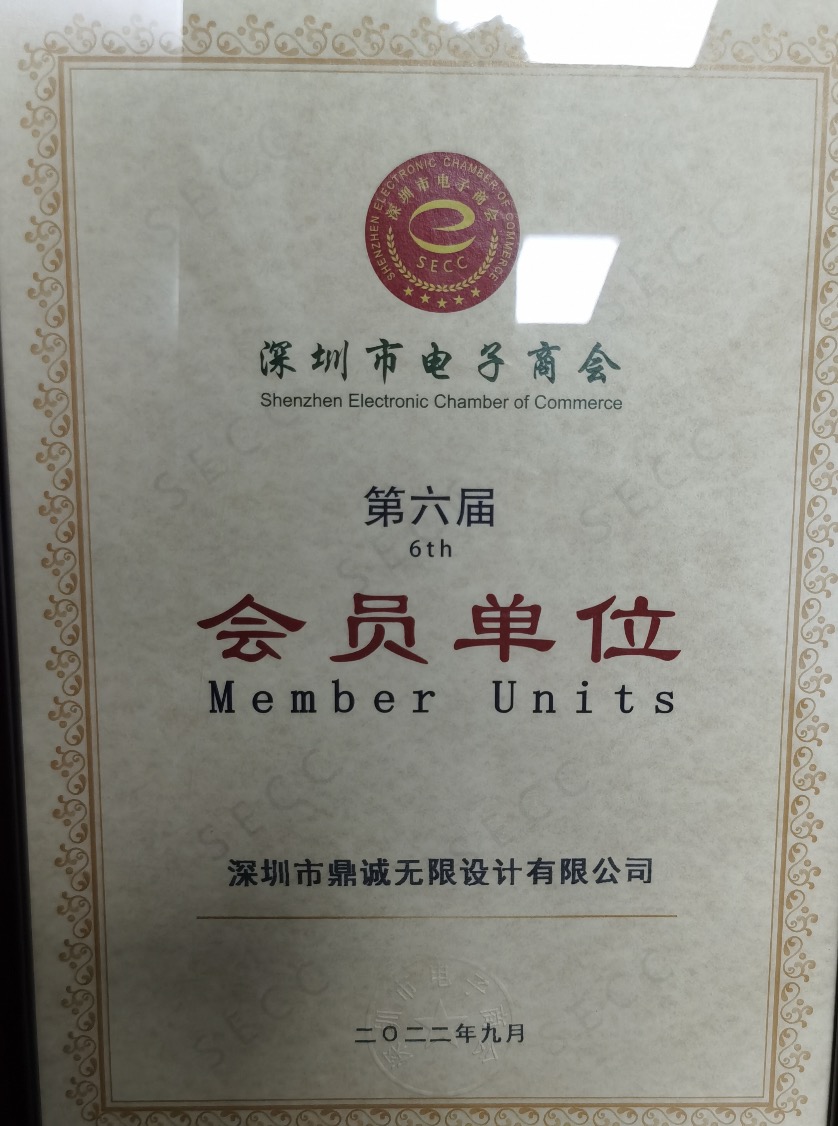 SHENZHEN ELECTRONIC CHAMBER OF COMMERCE
深圳市电子商会
SECC
深圳市电子商会
Shenzhen Electronic Chamber of Commerce
第六届
6th
会员单位
Member Units
深圳市鼎诚无限设计有限公司
二〇二二年九月